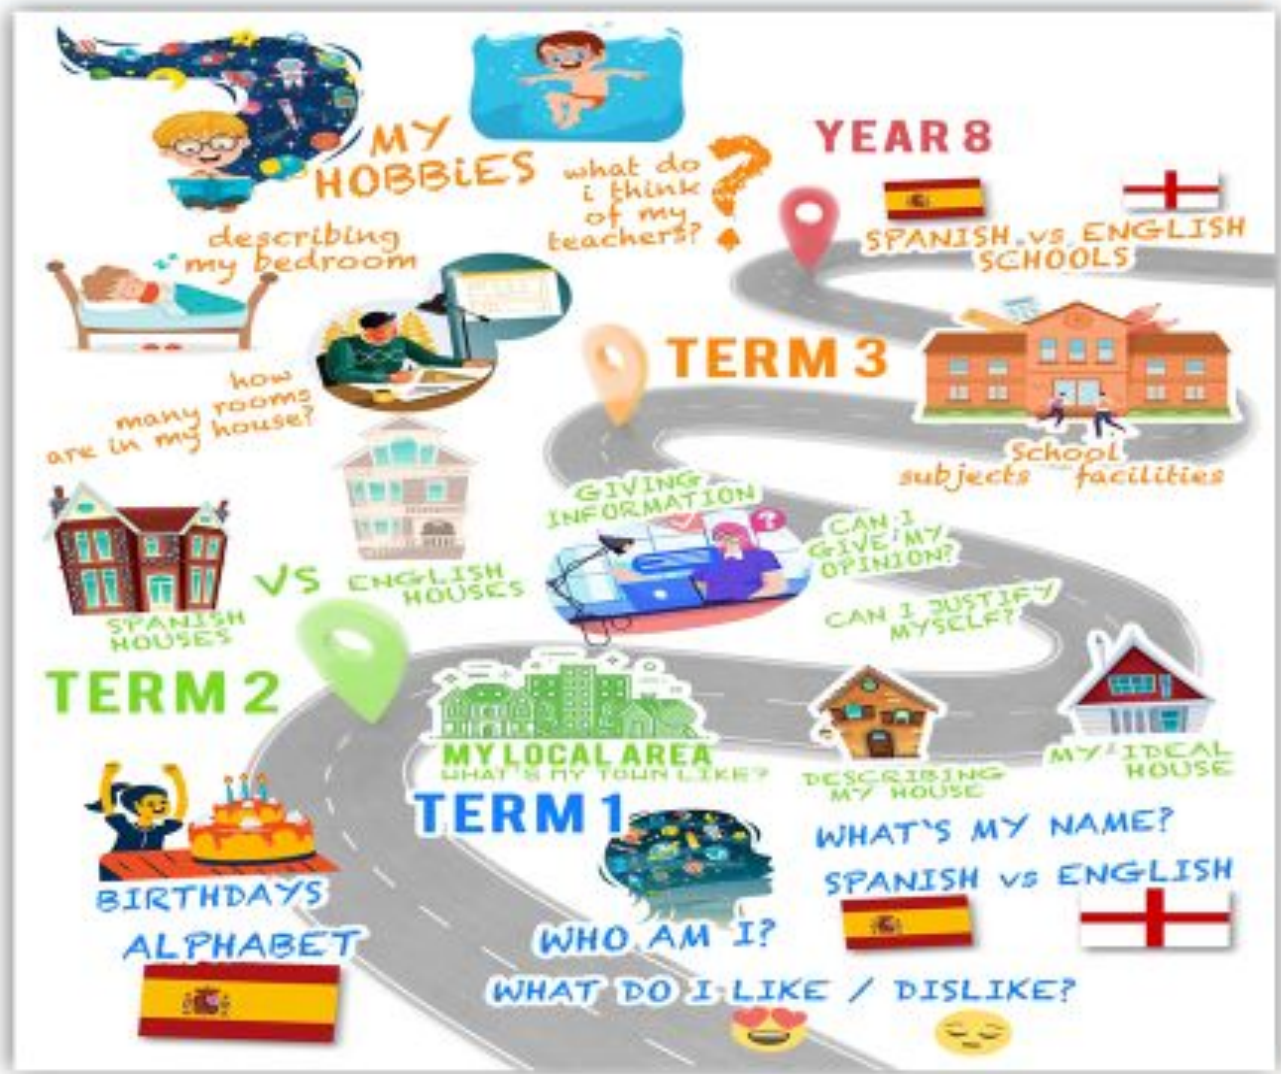 MY
HOBBiES
what do
i think
of my
teachers?
?
YEAR 8
SPANISH vs ENGLISH
SCHOOLS
describing
my bedroom
TERM 3
how
many rooms
are in my house?
School
subjects facilities
GIVING
INFORMATION
CAN I
GIVE MY
OPINION?
CAN I JUSTIFY
MYSELF?
VS
ENGLISH
HOUSES
SPANISH
HOUSES
TERM 2
MY LOCAL AREA
WHAT'S MY TOWN LIKE?
DESCRIBING
MY HOUSE
MY IDEAL
HOUSE
TERM 1
WHAT'S MY NAME?
SPANISH vs ENGLISH
BIRTHDAYS
ALPHABET
WHO AM I?
WHAT DO I LIKE / DISLIKE?